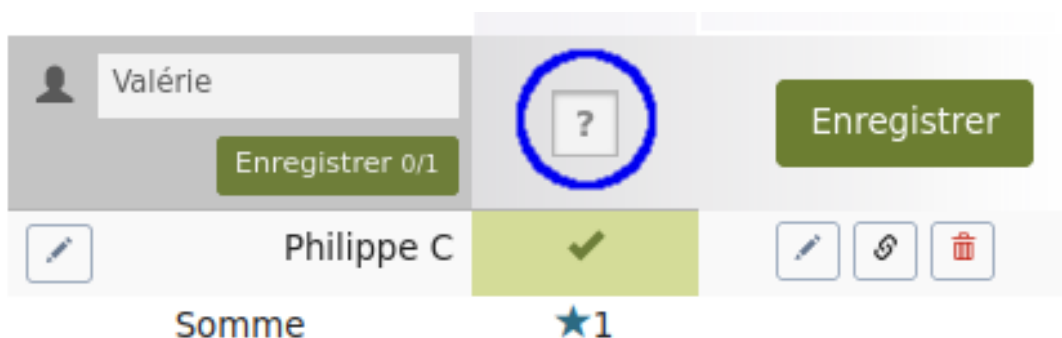 Valérie
?
Enregistrer
Enregistrer 0/1
Philippe C
Somme
1